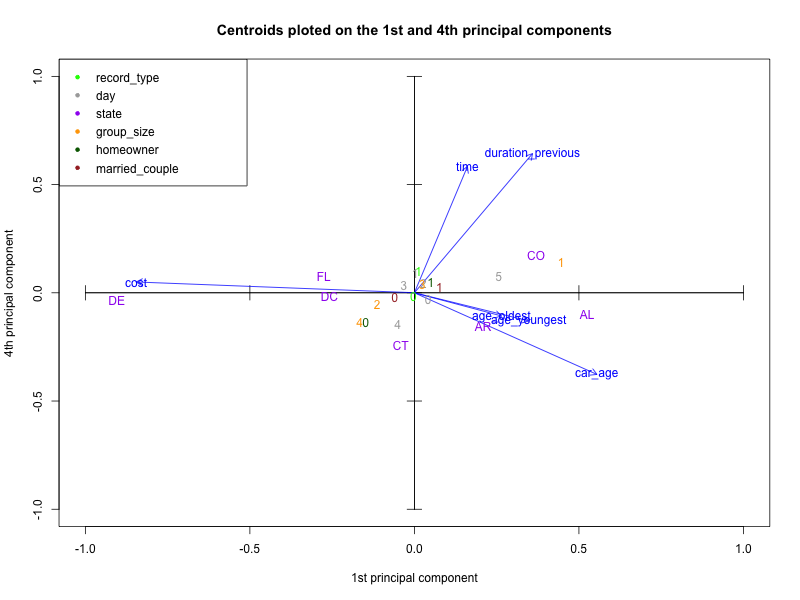 Centroids ploted on the 1st and 4th principal components
record_type
day
state
group_size
homeowner
married_couple
1.0
0.5
0.0
-0.5
-1.0
4th principal component
duration_previous
time
CO
1
5
1
FL
cost
3
1
1
DE
DC
0
2
0
age_oldest
age_youngest
AL
4
0
4
AR
CT
car_age
-1.0
-0.5
0.0
0.5
1.0
1st principal component